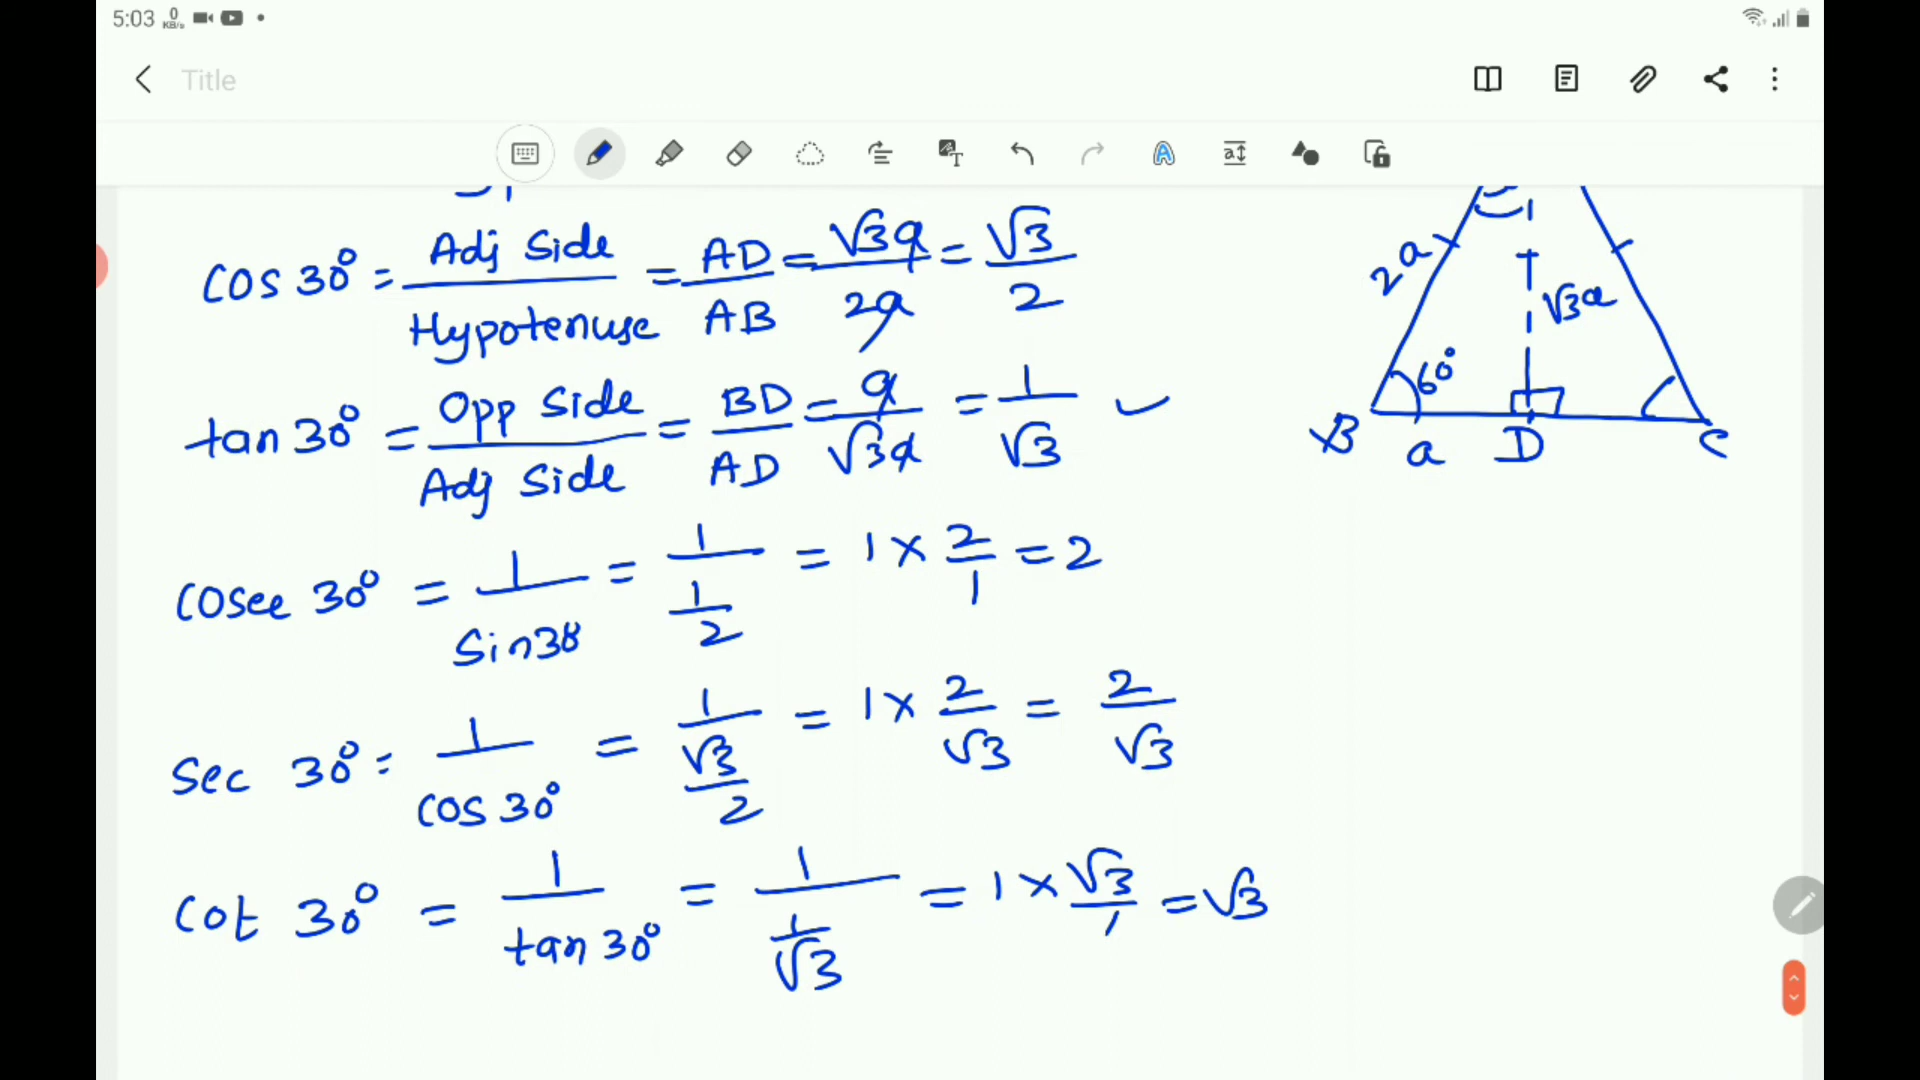 5:03 0 KB/s
Title
Cos 30° = Adj Side / Hypotenuse = AD / AB = √3a / 2a = √3 / 2
tan 30° = Opp Side / Adj Side = BD / AD = a / √3a = 1 / √3 ✓
Cosec 30° = 1 / Sin30° = 1 / (1 / 2) = 1 × 2 / 1 = 2
Sec 30° = 1 / Cos 30° = 1 / (√3 / 2) = 1 × 2 / √3 = 2 / √3
Cot 30° = 1 / tan 30° = 1 / (1 / √3) = 1 × √3 / 1 = √3
2a
√3a
60°
B a D C